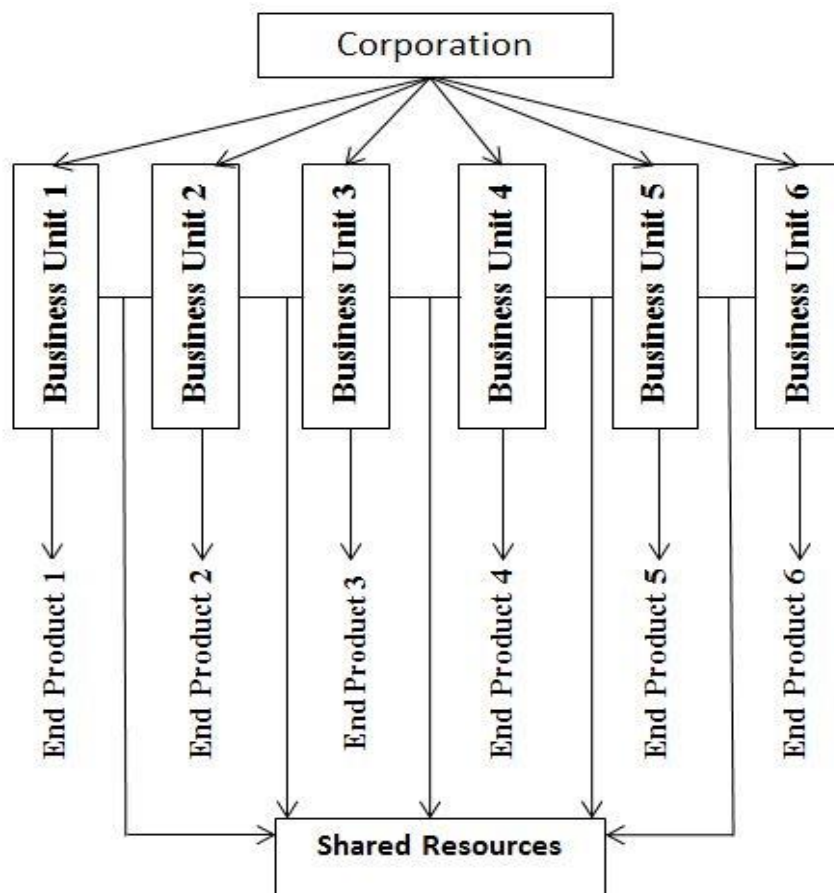 Corporation
Business Unit 1
Business Unit 2
Business Unit 3
Business Unit 4
Business Unit 5
Business Unit 6
End Product 1
End Product 2
End Product 3
End Product 4
End Product 5
End Product 6
Shared Resources